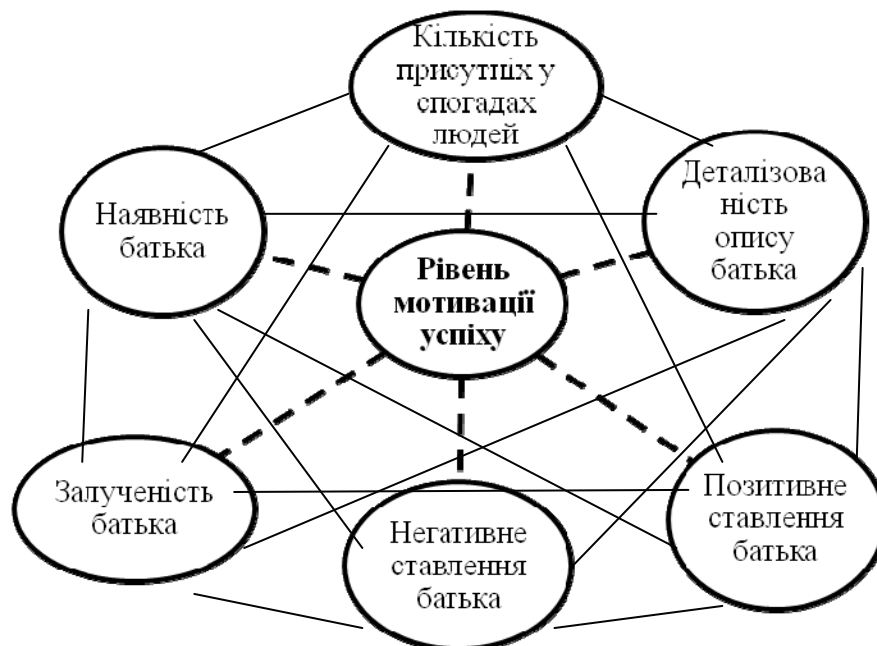 Кількість
присутніх у
спогадах
людей
Наявність
батька
Деталізова
ність
опису
батька
Рівень
мотивації
успіху
Залученість
батька
Негативне
ставлення
батька
Позитивне
ставлення
батька